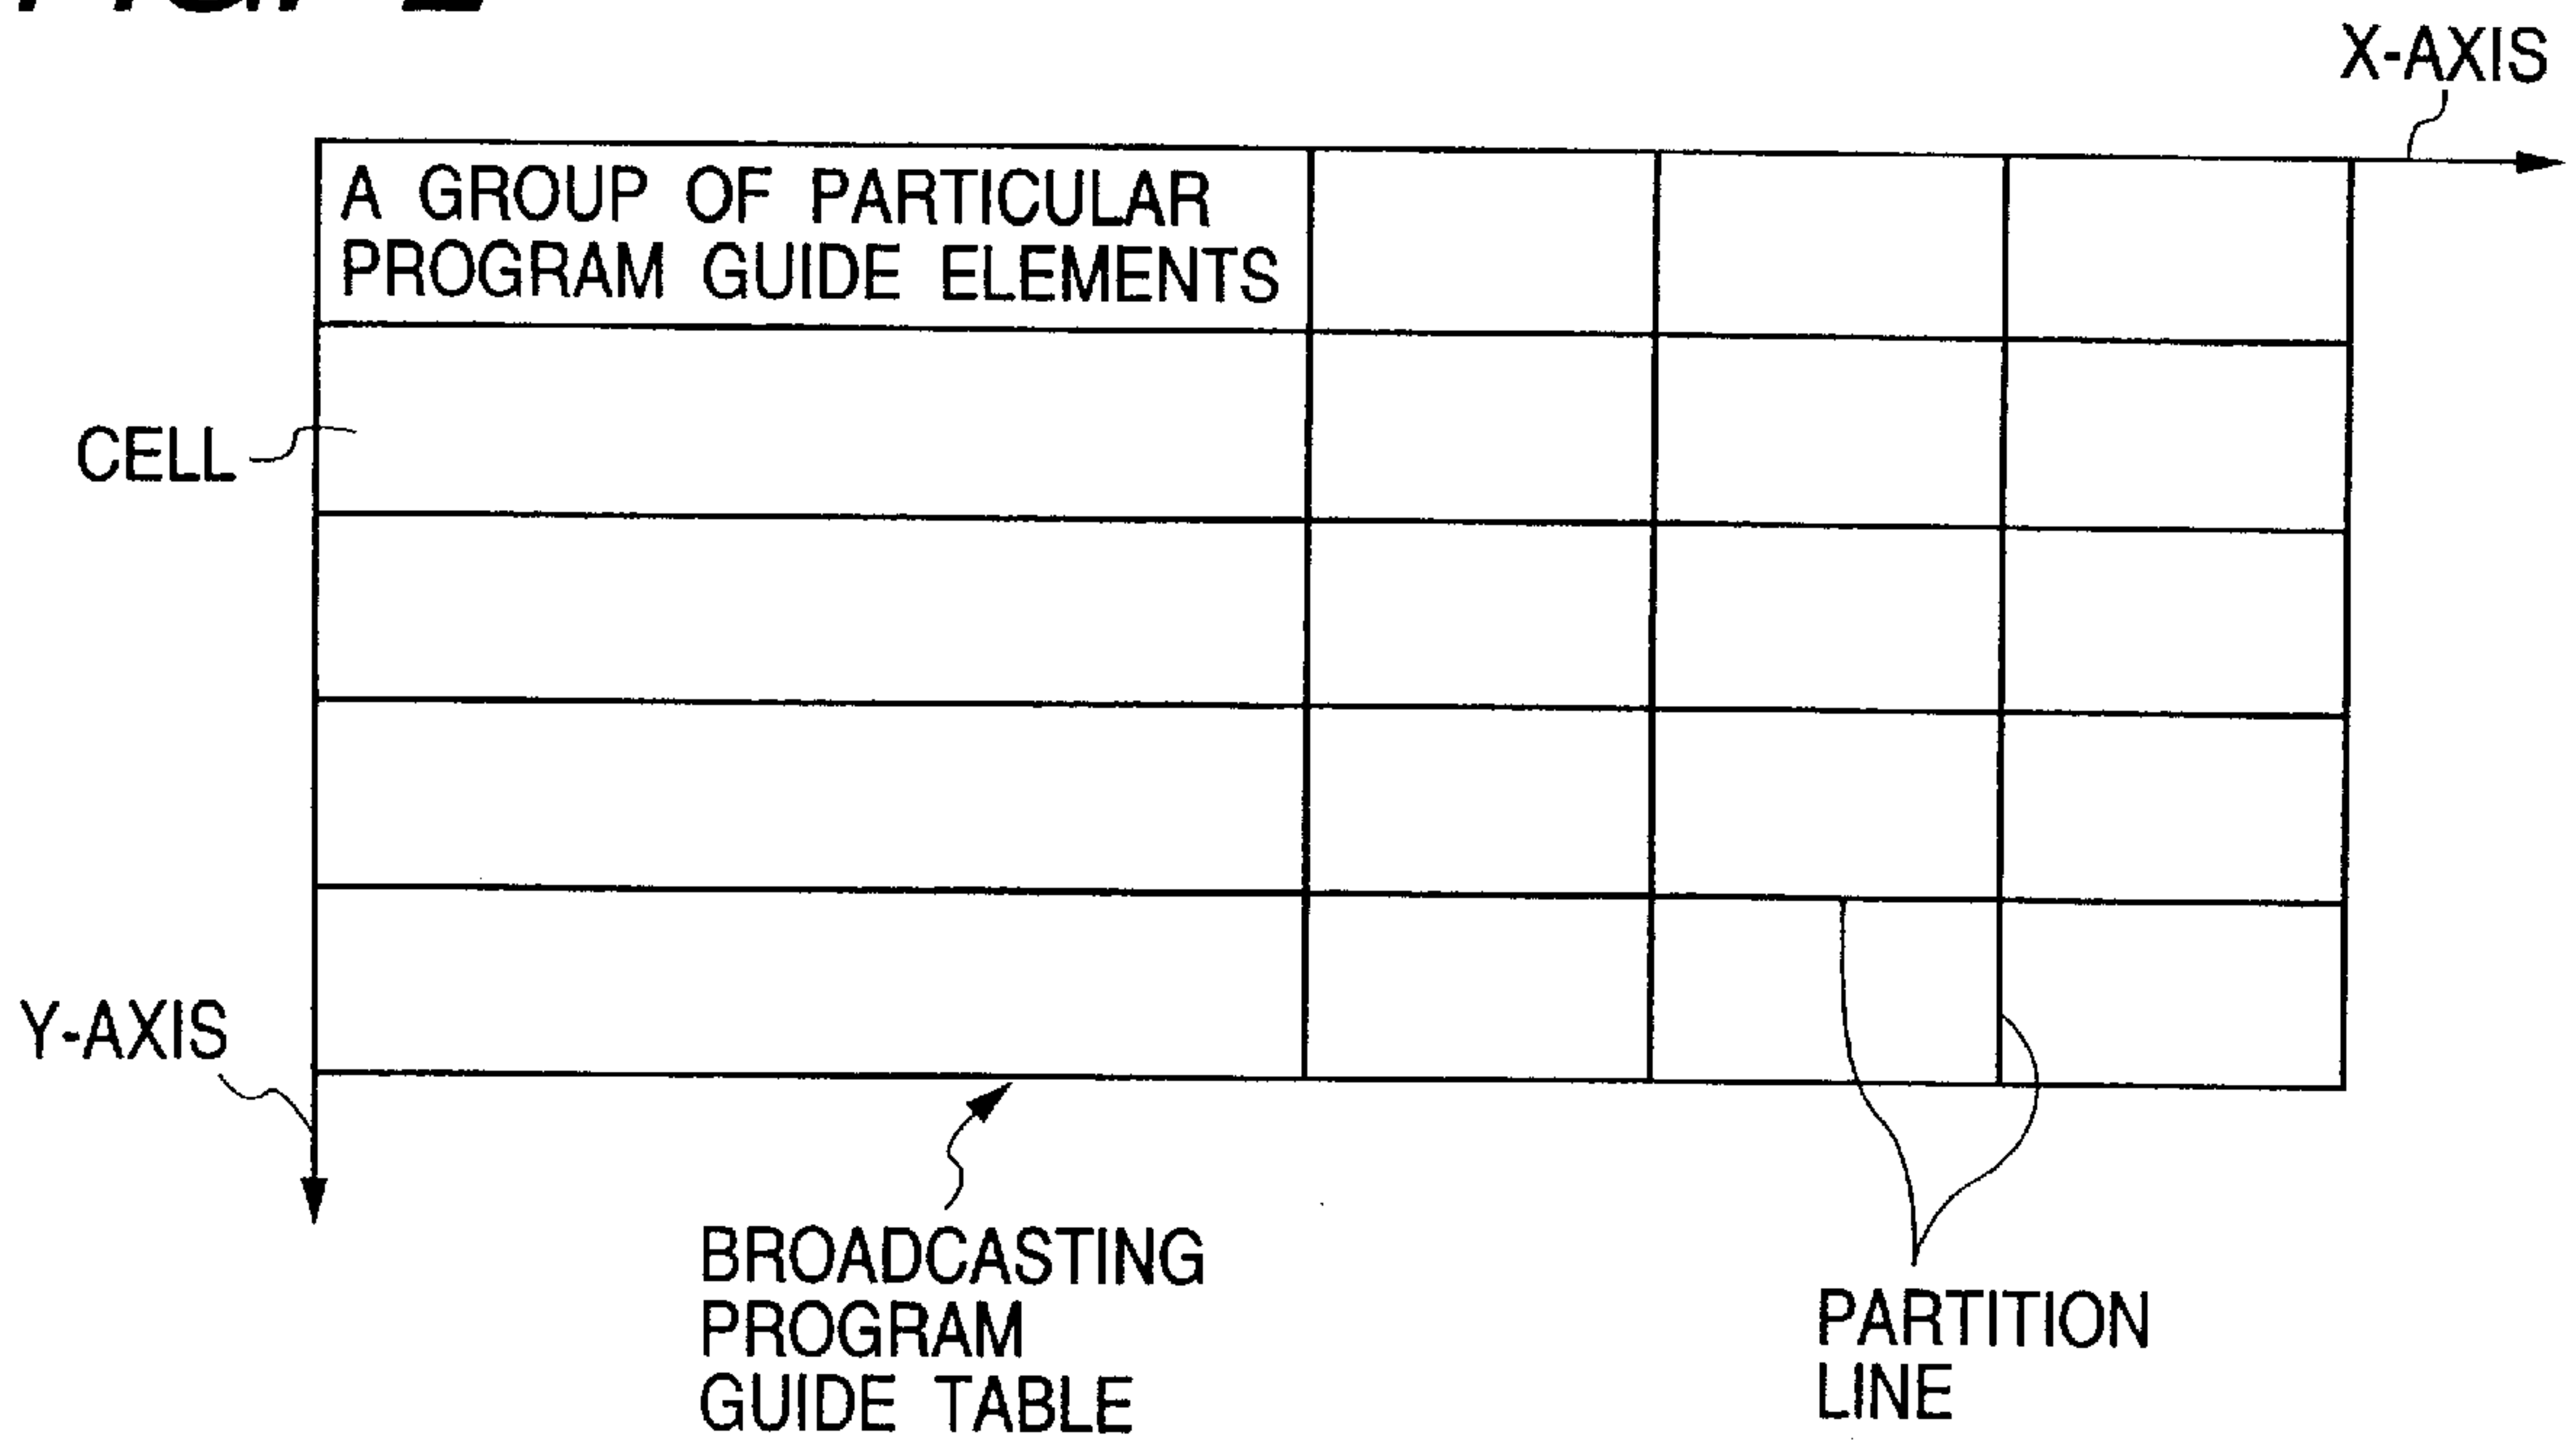 X-AXIS
A GROUP OF PARTICULAR
PROGRAM GUIDE ELEMENTS
CELL
Y-AXIS
BROADCASTING
PROGRAM
GUIDE TABLE
PARTITION
LINE